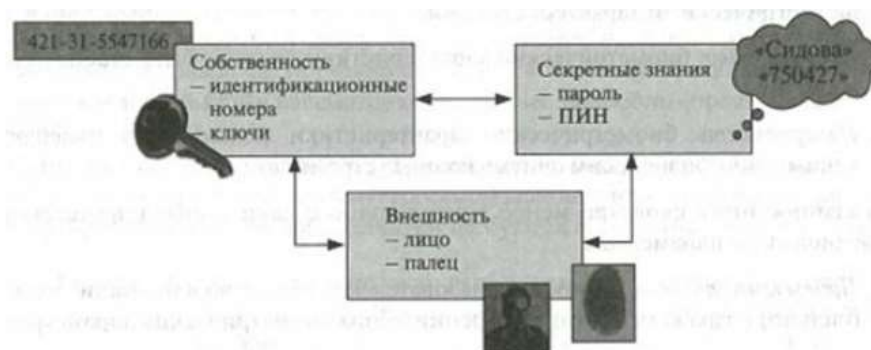 421-31-5547166
Собственность
– идентификационные
номера
– ключи
Секретные знания
– пароль
– ПИН
«Сидова»
«750427»
Внешность
– лицо
– палец